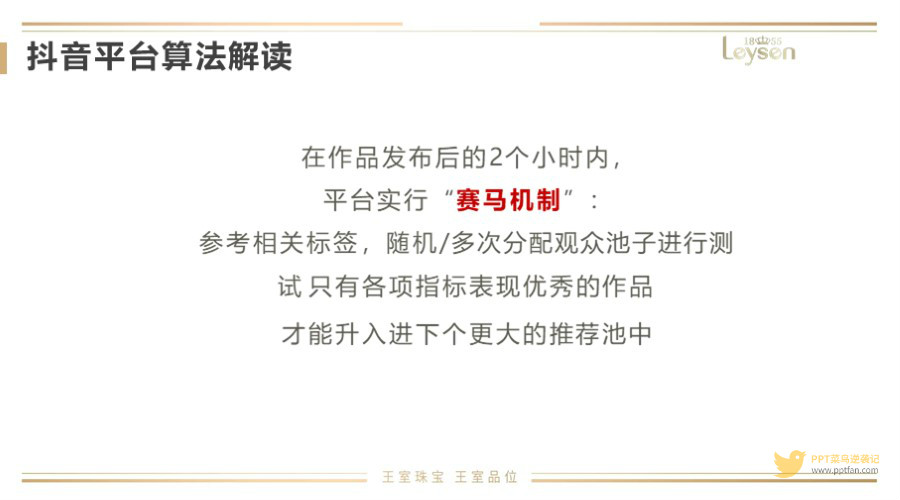 抖音平台算法解读
1855
Leysen
在作品发布后的2个小时内，
平台实行“赛马机制”：
参考相关标签，随机/多次分配观众池子进行测
试 只有各项指标表现优秀的作品
才能升入进下个更大的推荐池中
PPT菜鸟逆袭记
www.pptfan.com
王室珠宝 王室品位